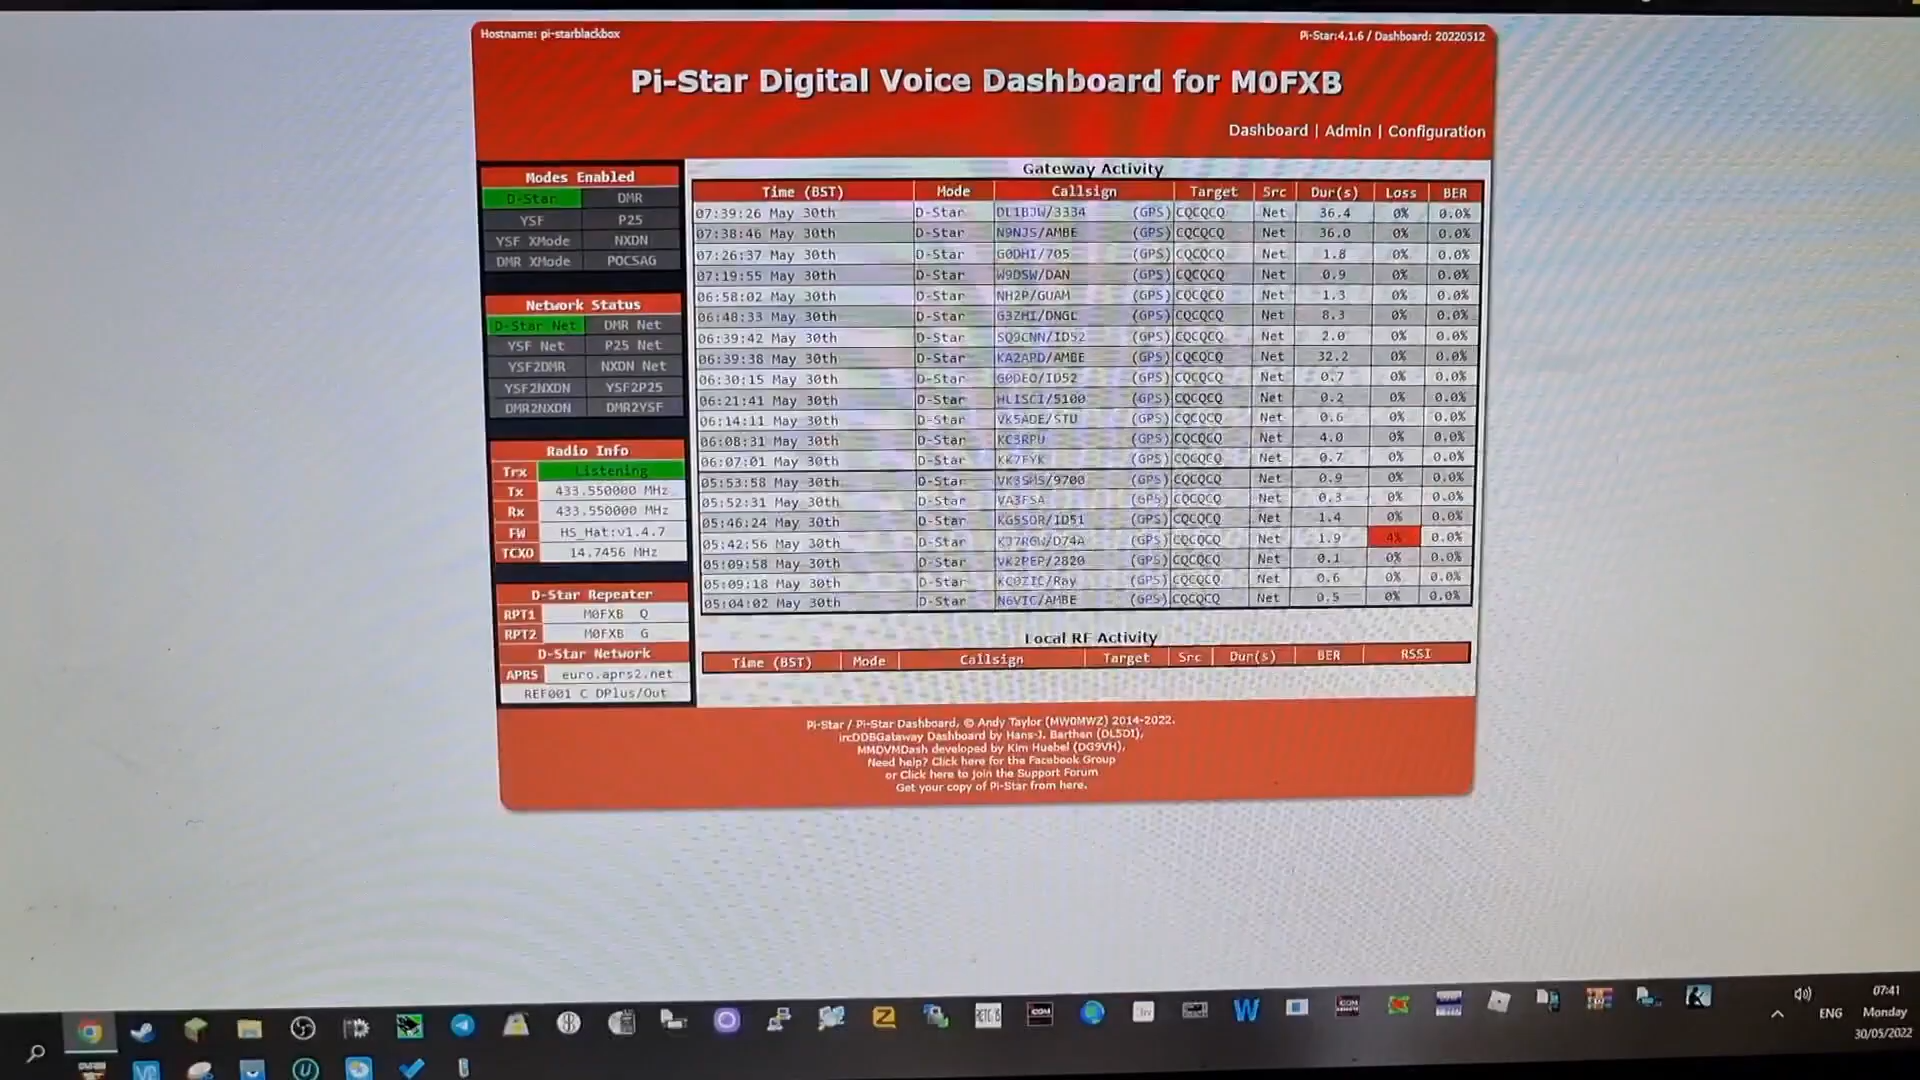 Hostname: pi-starblackbox
Pi-Star:4.1.6 / Dashboard: 20220512
Pi-Star Digital Voice Dashboard for M0FXB
Dashboard | Admin | Configuration
Modes Enabled
D-Star DMR
YSF P25
YSF XMode NXDN
DMR XMode POCSAG
Network Status
D-Star Net DMR Net
YSF Net P25 Net
YSF2DMR NXDN Net
YSF2NXDN YSF2P25
DMR2NXDN DMR2YSF
Radio Info
Trx Listening
Tx 433.550000 MHz
Rx 433.550000 MHz
FW HS_Hat:v1.4.7
TCXO 14.7456 MHz
D-Star Repeater
RPT1 M0FXB Q
RPT2 M0FXB G
D-Star Network
APRS euro.aprs2.net
REF001 C DPlus/Out
Gateway Activity
Time (BST) Mode Callsign Target Src Dur(s) Loss BER
07:39:26 May 30th D-Star DL1BJW/3334 (GPS) CQCQCQ Net 36.4 0% 0.0%
07:38:46 May 30th D-Star N9NJS/AMBE (GPS) CQCQCQ Net 36.0 0% 0.0%
07:26:37 May 30th D-Star G0DHI/705 (GPS) CQCQCQ Net 1.8 0% 0.0%
07:19:55 May 30th D-Star W9DSW/DAN (GPS) CQCQCQ Net 0.9 0% 0.0%
06:58:02 May 30th D-Star NH2P/GUAM (GPS) CQCQCQ Net 1.3 0% 0.0%
06:48:33 May 30th D-Star G3ZHI/DNGL (GPS) CQCQCQ Net 8.3 0% 0.0%
06:39:42 May 30th D-Star SQ9CNN/ID52 (GPS) CQCQCQ Net 2.0 0% 0.0%
06:39:38 May 30th D-Star KA2APD/AMBE (GPS) CQCQCQ Net 32.2 0% 0.0%
06:30:15 May 30th D-Star G0DEO/ID52 (GPS) CQCQCQ Net 0.7 0% 0.0%
06:21:41 May 30th D-Star HL1SCI/5100 (GPS) CQCQCQ Net 0.2 0% 0.0%
06:14:11 May 30th D-Star VK5ADE/STU (GPS) CQCQCQ Net 0.6 0% 0.0%
06:08:31 May 30th D-Star KC3RPU (GPS) CQCQCQ Net 4.0 0% 0.0%
06:07:01 May 30th D-Star KK7FYK (GPS) CQCQCQ Net 0.7 0% 0.0%
05:53:58 May 30th D-Star VK3SMS/9700 (GPS) CQCQCQ Net 0.9 0% 0.0%
05:52:31 May 30th D-Star VA3FSA (GPS) CQCQCQ Net 0.3 0% 0.0%
05:46:24 May 30th D-Star KG5SOR/ID51 (GPS) CQCQCQ Net 1.4 0% 0.0%
05:42:56 May 30th D-Star KJ7RGW/D74A (GPS) CQCQCQ Net 1.9 4% 0.0%
05:09:58 May 30th D-Star VK2PEP/2820 (GPS) CQCQCQ Net 0.1 0% 0.0%
05:09:18 May 30th D-Star KC0ZIC/Ray (GPS) CQCQCQ Net 0.6 0% 0.0%
05:04:02 May 30th D-Star N6VIC/AMBE (GPS) CQCQCQ Net 0.5 0% 0.0%
Local RF Activity
Time (BST) Mode Callsign Target Src Dur(s) BER RSSI
Pi-Star / Pi-Star Dashboard, © Andy Taylor (MW0MWZ) 2014-2022.
ircDDBGateway Dashboard by Hans-J. Barthen (DL5DI),
MMDVMDash developed by Kim Huebel (DG9VH),
Need help? Click here for the Facebook Group
or Click here to join the Support Forum
Get your copy of Pi-Star from here.
ENG
07:41
Monday
30/05/2022